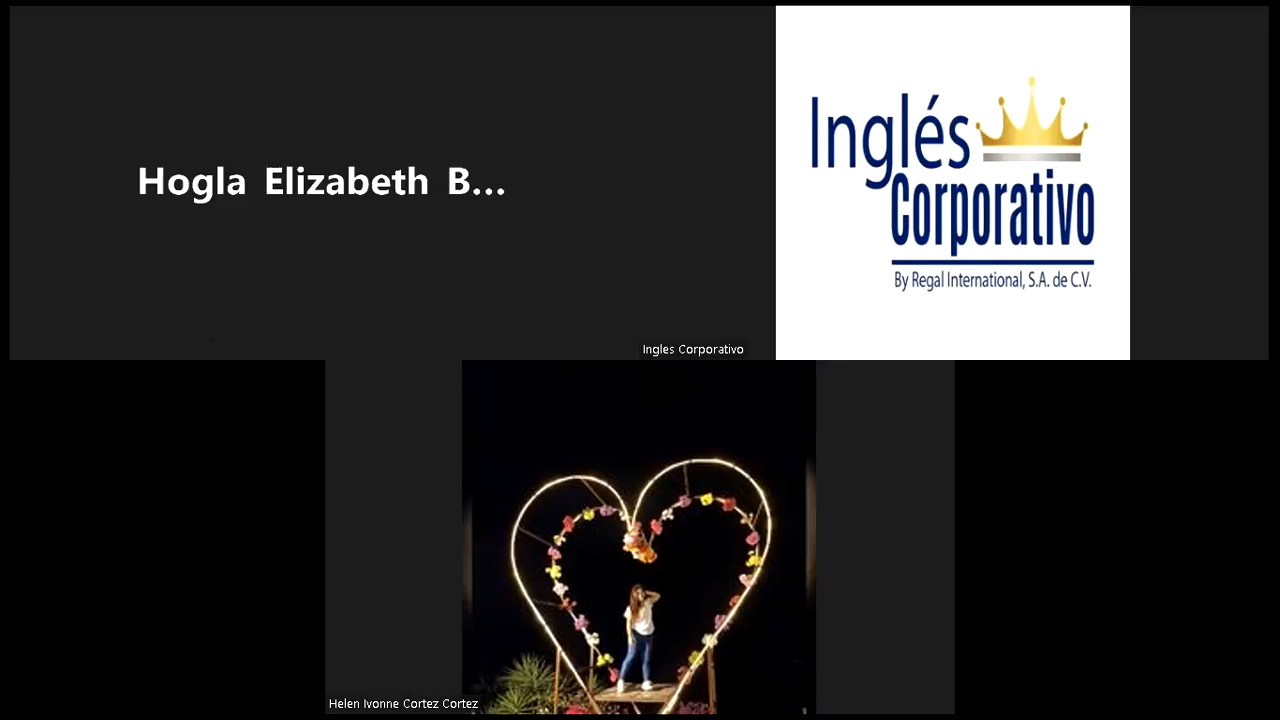 Hogla Elizabeth B...
Inglés
Corporativo
By Regal International, S.A. de C.V.
Ingles Corporativo
Helen Ivonne Cortez Cortez